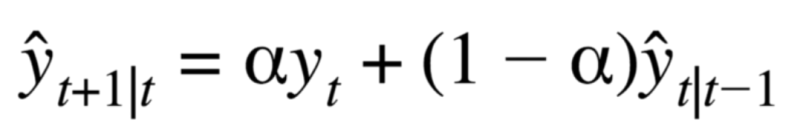 ŷ_{t+1|t} = αy_t + (1 − α)ŷ_{t|t−1}